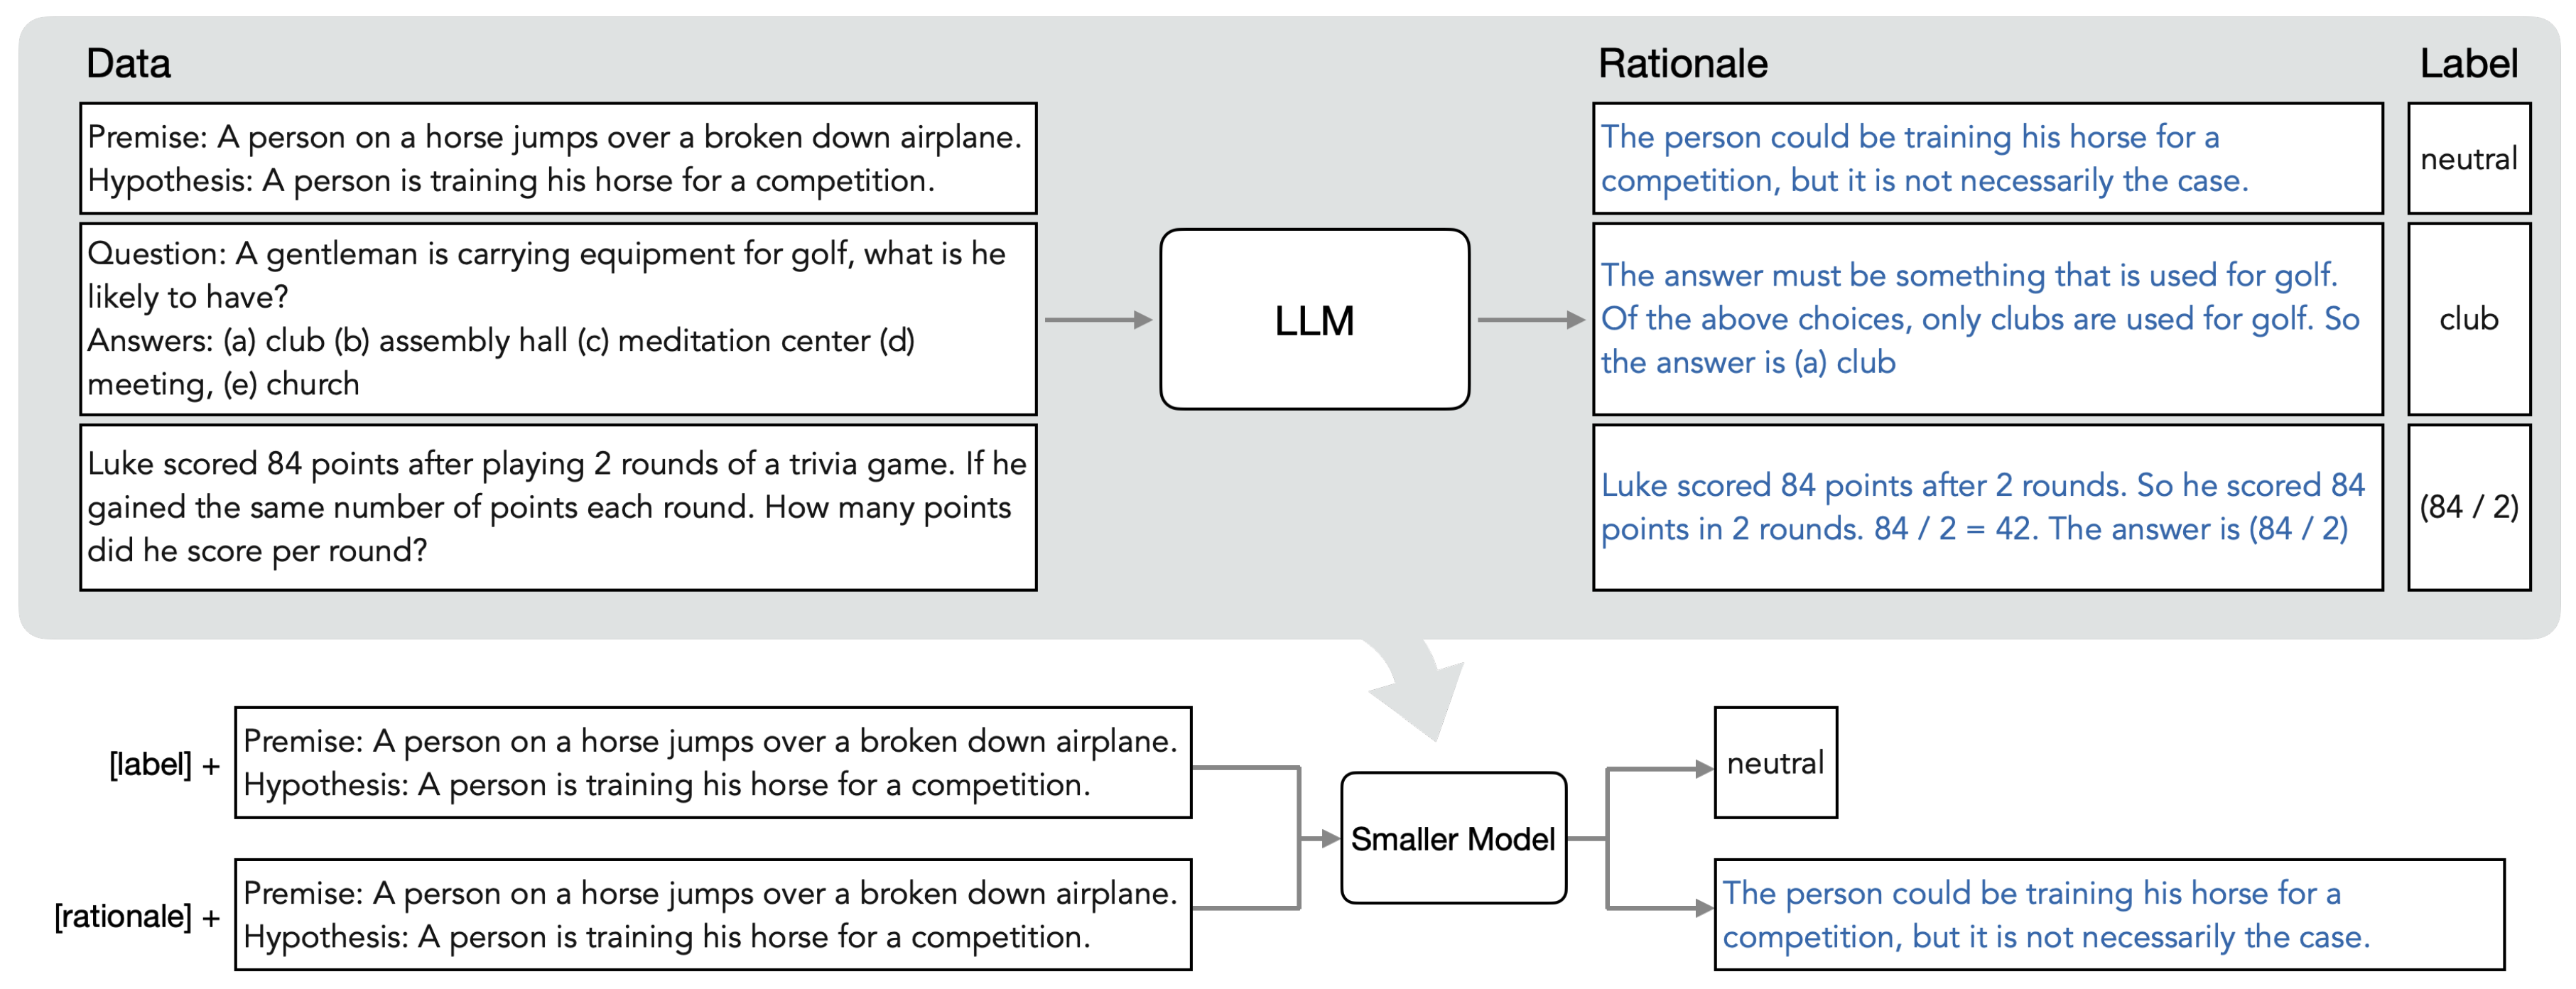 Data
Rationale
Label
Premise: A person on a horse jumps over a broken down airplane.
Hypothesis: A person is training his horse for a competition.
The person could be training his horse for a
competition, but it is not necessarily the case.
neutral
Question: A gentleman is carrying equipment for golf, what is he
likely to have?
Answers: (a) club (b) assembly hall (c) meditation center (d)
meeting, (e) church
LLM
The answer must be something that is used for golf.
Of the above choices, only clubs are used for golf. So
the answer is (a) club
club
Luke scored 84 points after playing 2 rounds of a trivia game. If he
gained the same number of points each round. How many points
did he score per round?
Luke scored 84 points after 2 rounds. So he scored 84
points in 2 rounds. 84 / 2 = 42. The answer is (84 / 2)
(84 / 2)
[label] +
Premise: A person on a horse jumps over a broken down airplane.
Hypothesis: A person is training his horse for a competition.
[rationale] +
Premise: A person on a horse jumps over a broken down airplane.
Hypothesis: A person is training his horse for a competition.
Smaller Model
neutral
The person could be training his horse for a
competition, but it is not necessarily the case.